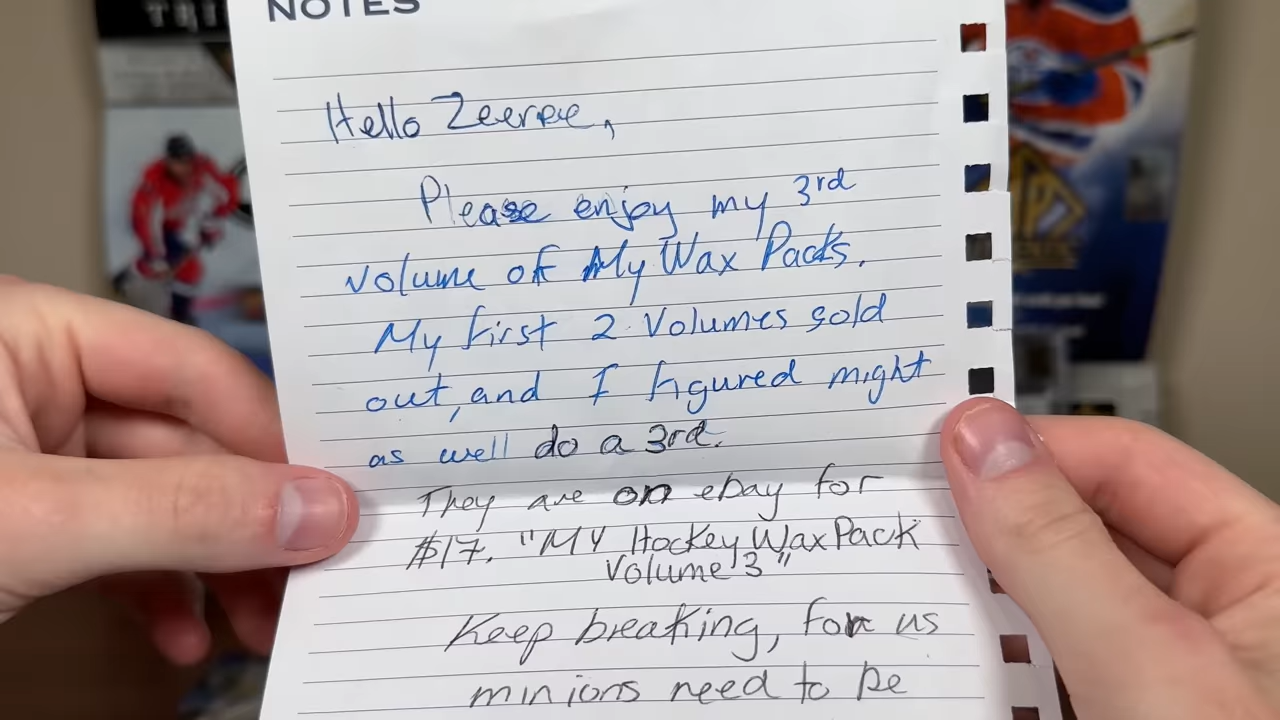 NOTES
Hello Zeerpe,
Please enjoy my 3rd
volume of My Wax Packs.
My first 2 Volumes sold
out, and I figured might
as well do a 3rd.
They are on ebay for
$17. "MY Hockey Wax Pack
Volume 3"
Keep breaking, for us
minions need to be